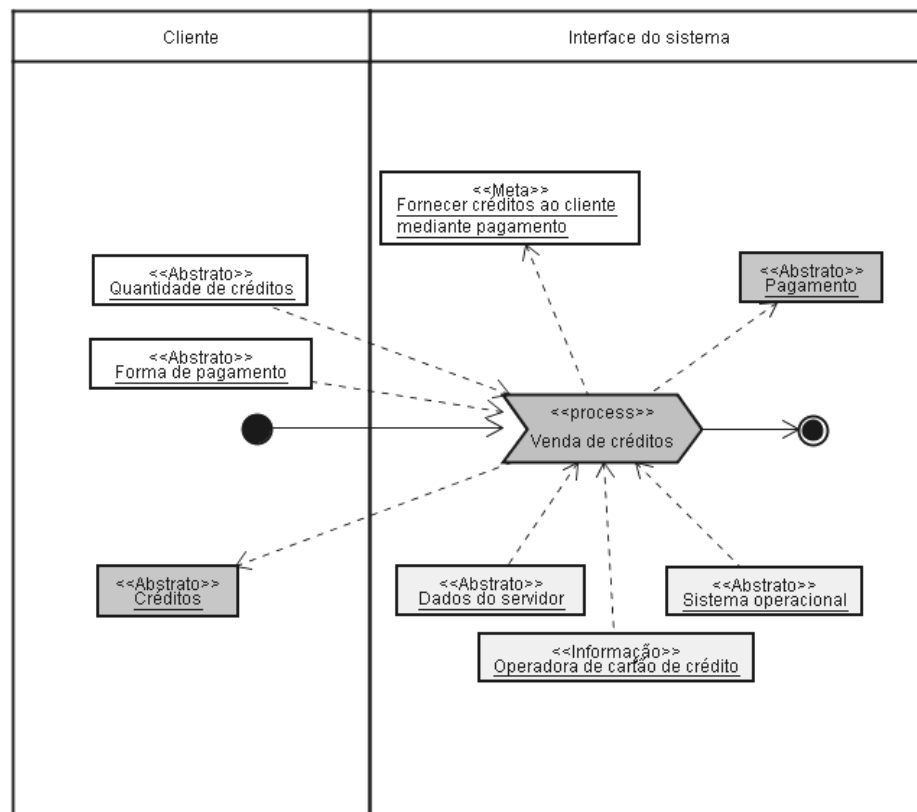 Cliente
Interface do sistema
<<Meta>>
Fornecer créditos ao cliente
mediante pagamento
<<Abstrato>>
Quantidade de créditos
<<Abstrato>>
Pagamento
<<Abstrato>>
Forma de pagamento
<<process>>
Venda de créditos
<<Abstrato>>
Créditos
<<Abstrato>>
Dados do servidor
<<Abstrato>>
Sistema operacional
<<Informação>>
Operadora de cartão de crédito